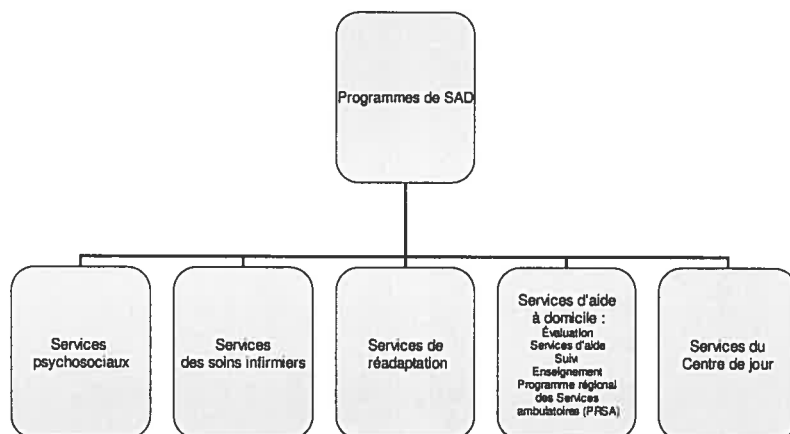 Programmes de SAD
Services
psychosociaux
Services
des soins infirmiers
Services de
réadaptation
Services d'aide
à domicile :
Évaluation
Services d'aide
Suivi
Enseignement
Programme régional
des Services
ambulatoires (PRSA)
Services du
Centre de jour